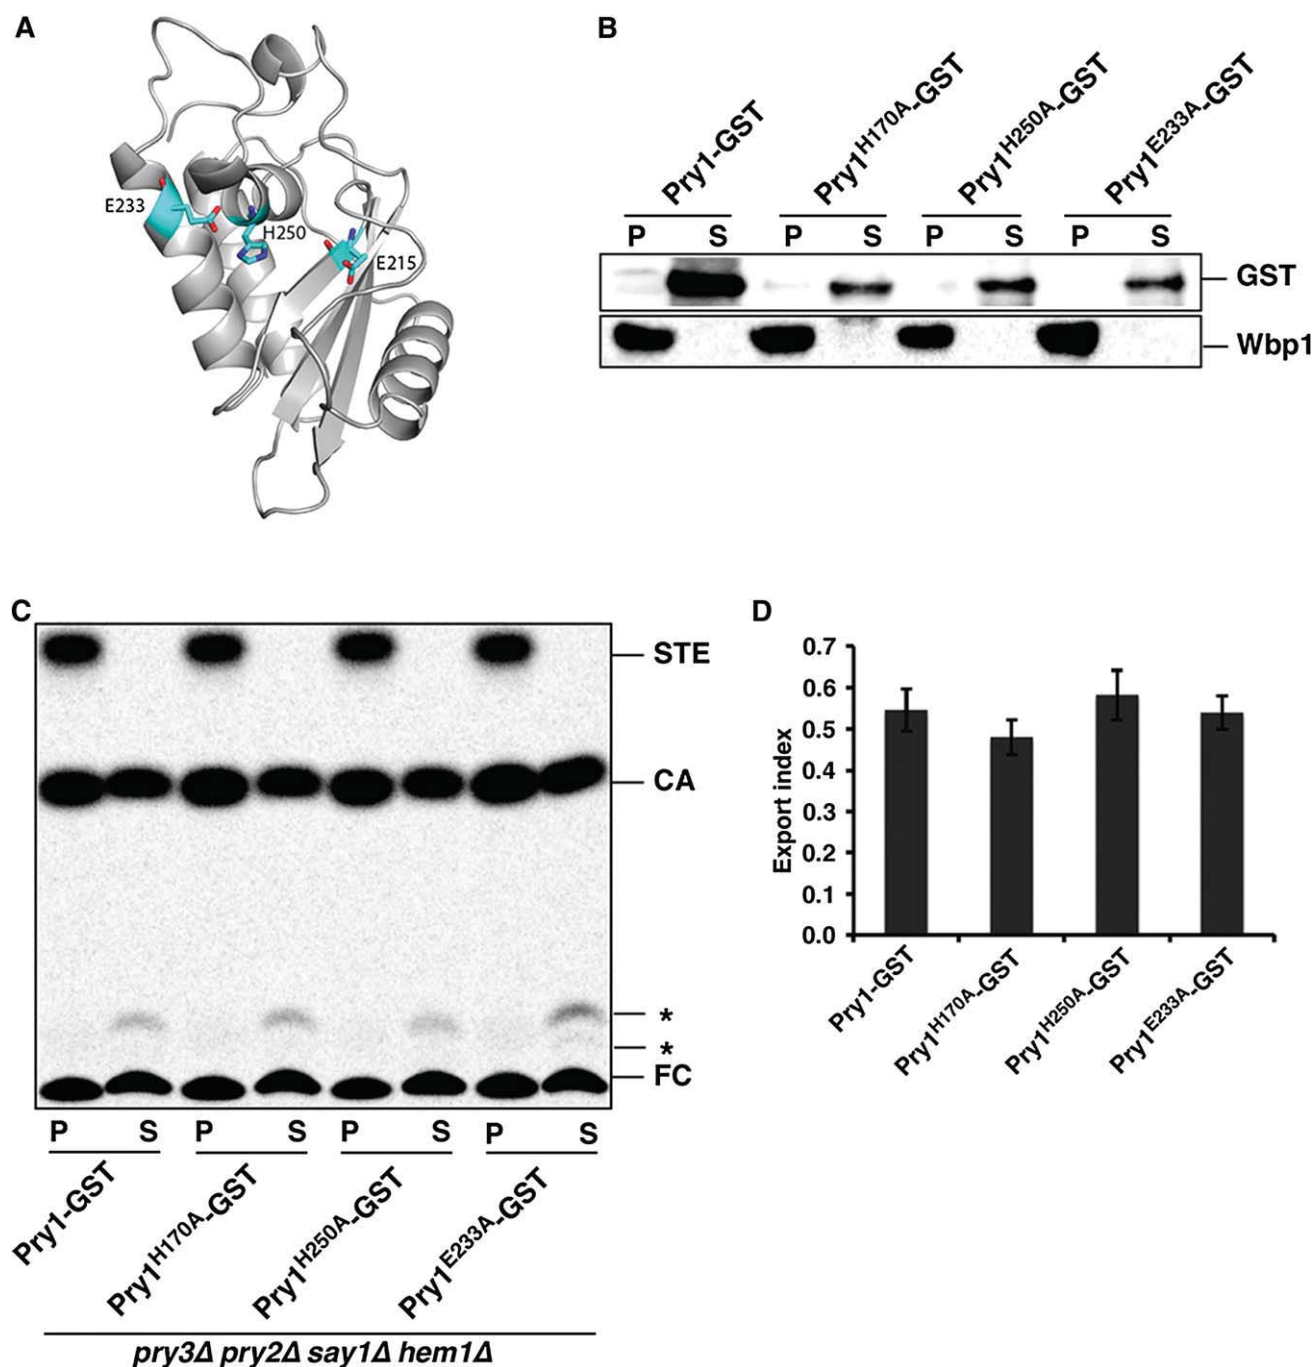 A
E233
H250
E215
B
Pry1-GST
Pry1H170A-GST
Pry1H250A-GST
Pry1E233A-GST
P S P S P S P S
GST
Wbp1
C
STE
CA
*
*
FC
P S P S P S P S
Pry1-GST
Pry1H170A-GST
Pry1H250A-GST
Pry1E233A-GST
pry3Δ pry2Δ say1Δ hem1Δ
D
Export index
0.7
0.6
0.5
0.4
0.3
0.2
0.1
0.0
Pry1-GST
Pry1H170A-GST
Pry1H250A-GST
Pry1E233A-GST